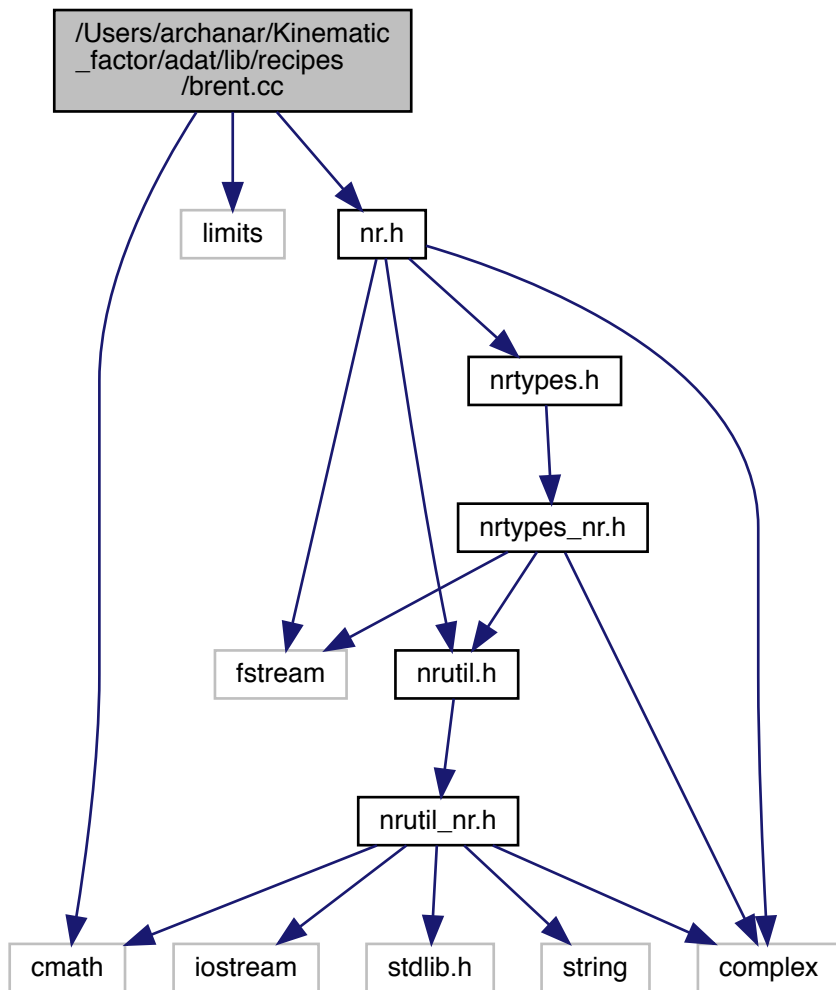 /Users/archanar/Kinematic
_factor/adat/lib/recipes
/brent.cc
limits
nr.h
nrtypes.h
nrtypes_nr.h
fstream
nrutil.h
nrutil_nr.h
cmath
iostream
stdlib.h
string
complex